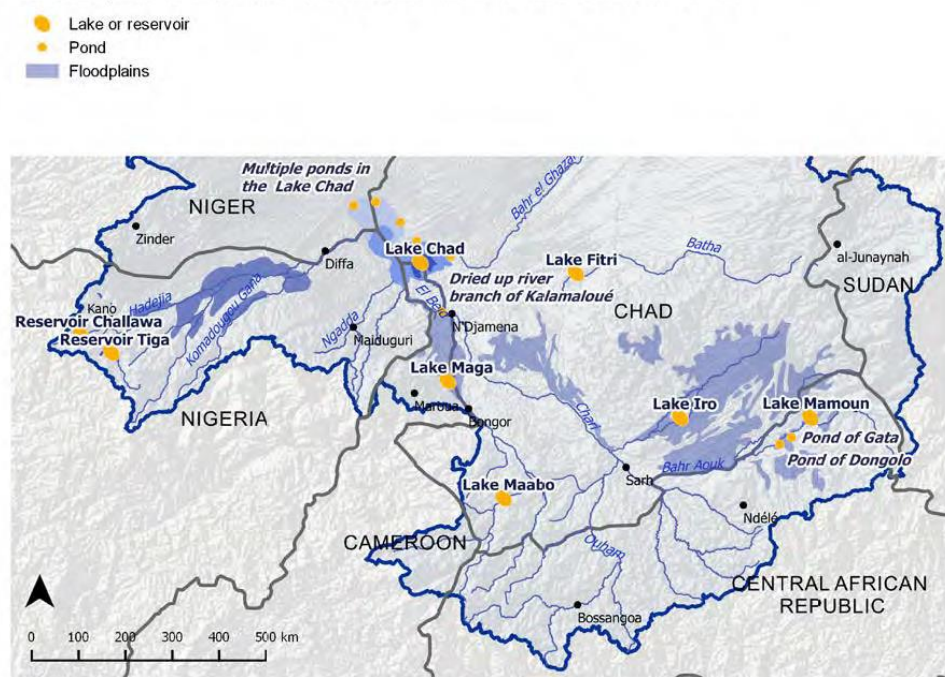 Lake or reservoir
Pond
Floodplains
Multiple ponds in
the Lake Chad
Bahr el Ghazal
NIGER
Zinder
Diffa
Lake Chad
Lake Fitri
Batha
al-Junaynah
SUDAN
Dried up river
branch of Kalamaloué
El Beid
CHAD
Hadejia
Komadougou Gana
Kano
Reservoir Challawa
Reservoir Tiga
Ngadda
Maiduguri
N'Djamena
Lake Maga
Maroua
Bongor
NIGERIA
Chari
Lake Iro
Lake Mamoun
Pond of Gata
Pond of Dongolo
Bahr Aouk
Sarh
Lake Maabo
Ndélé
CAMEROON
Ouham
CENTRAL AFRICAN
REPUBLIC
Bossangoa
0 100 200 300 400 500 km